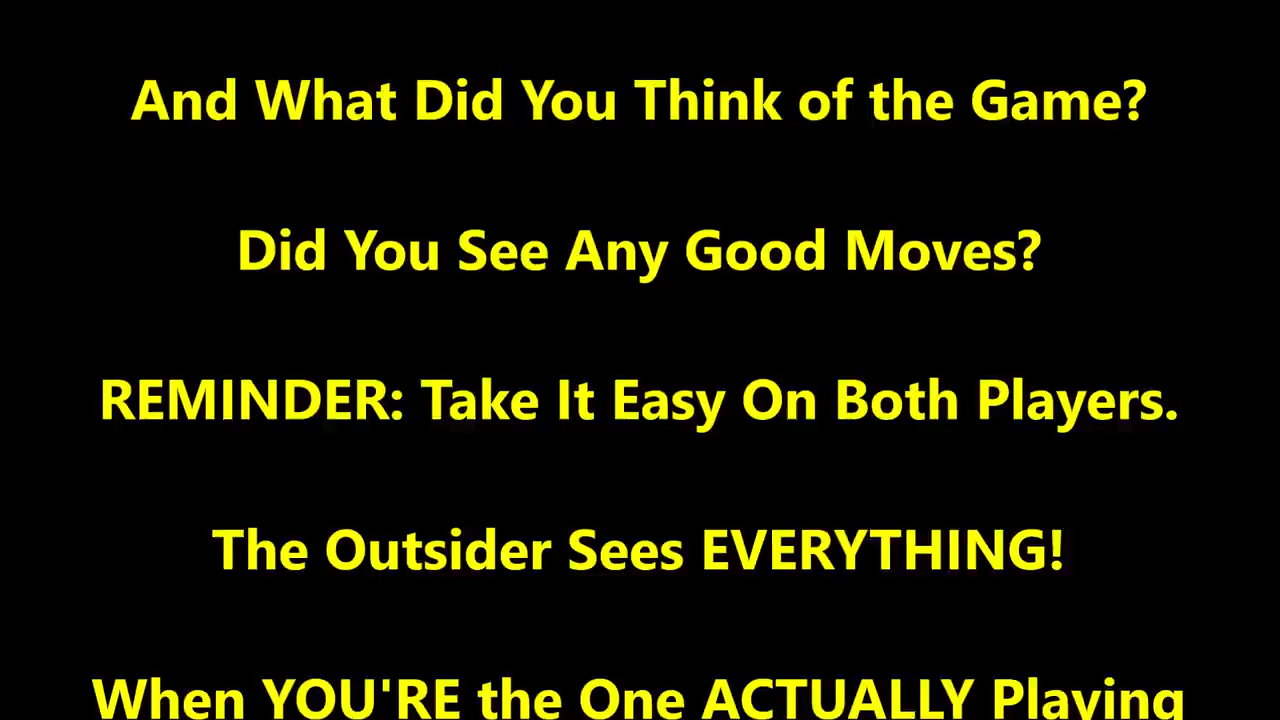 And What Did You Think of the Game?
Did You See Any Good Moves?
REMINDER: Take It Easy On Both Players.
The Outsider Sees EVERYTHING!
When YOU'RE the One ACTUALLY Playing